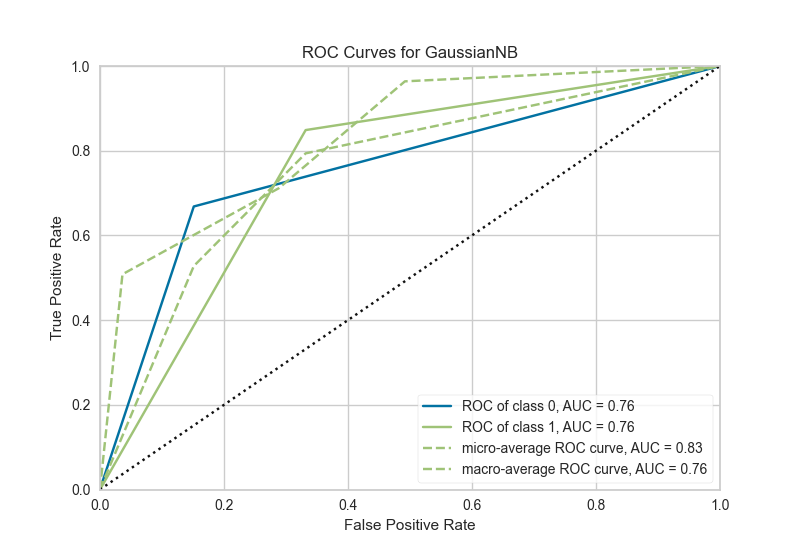 ROC Curves for GaussianNB
1.0
0.8
0.6
0.4
0.2
0.0
True Positive Rate
0.0 0.2 0.4 0.6 0.8 1.0
False Positive Rate
ROC of class 0, AUC = 0.76
ROC of class 1, AUC = 0.76
micro-average ROC curve, AUC = 0.83
macro-average ROC curve, AUC = 0.76